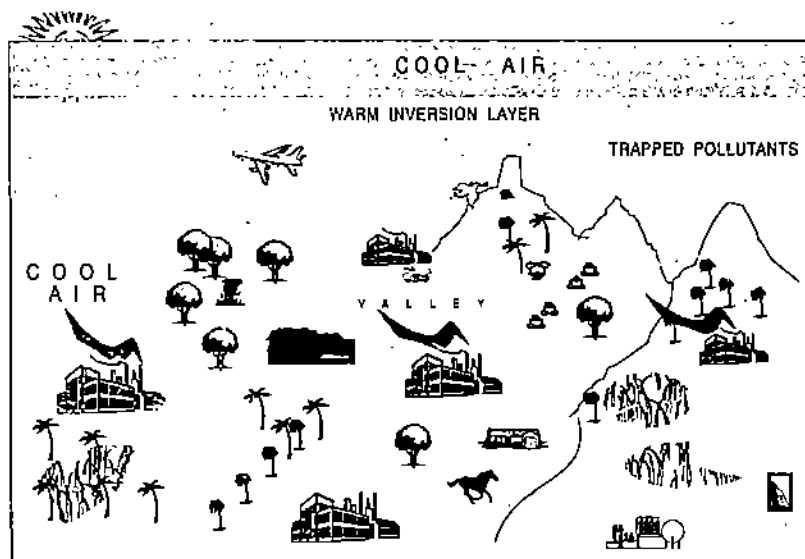 COOL AIR
WARM INVERSION LAYER
TRAPPED POLLUTANTS
COOL
AIR
VALLEY